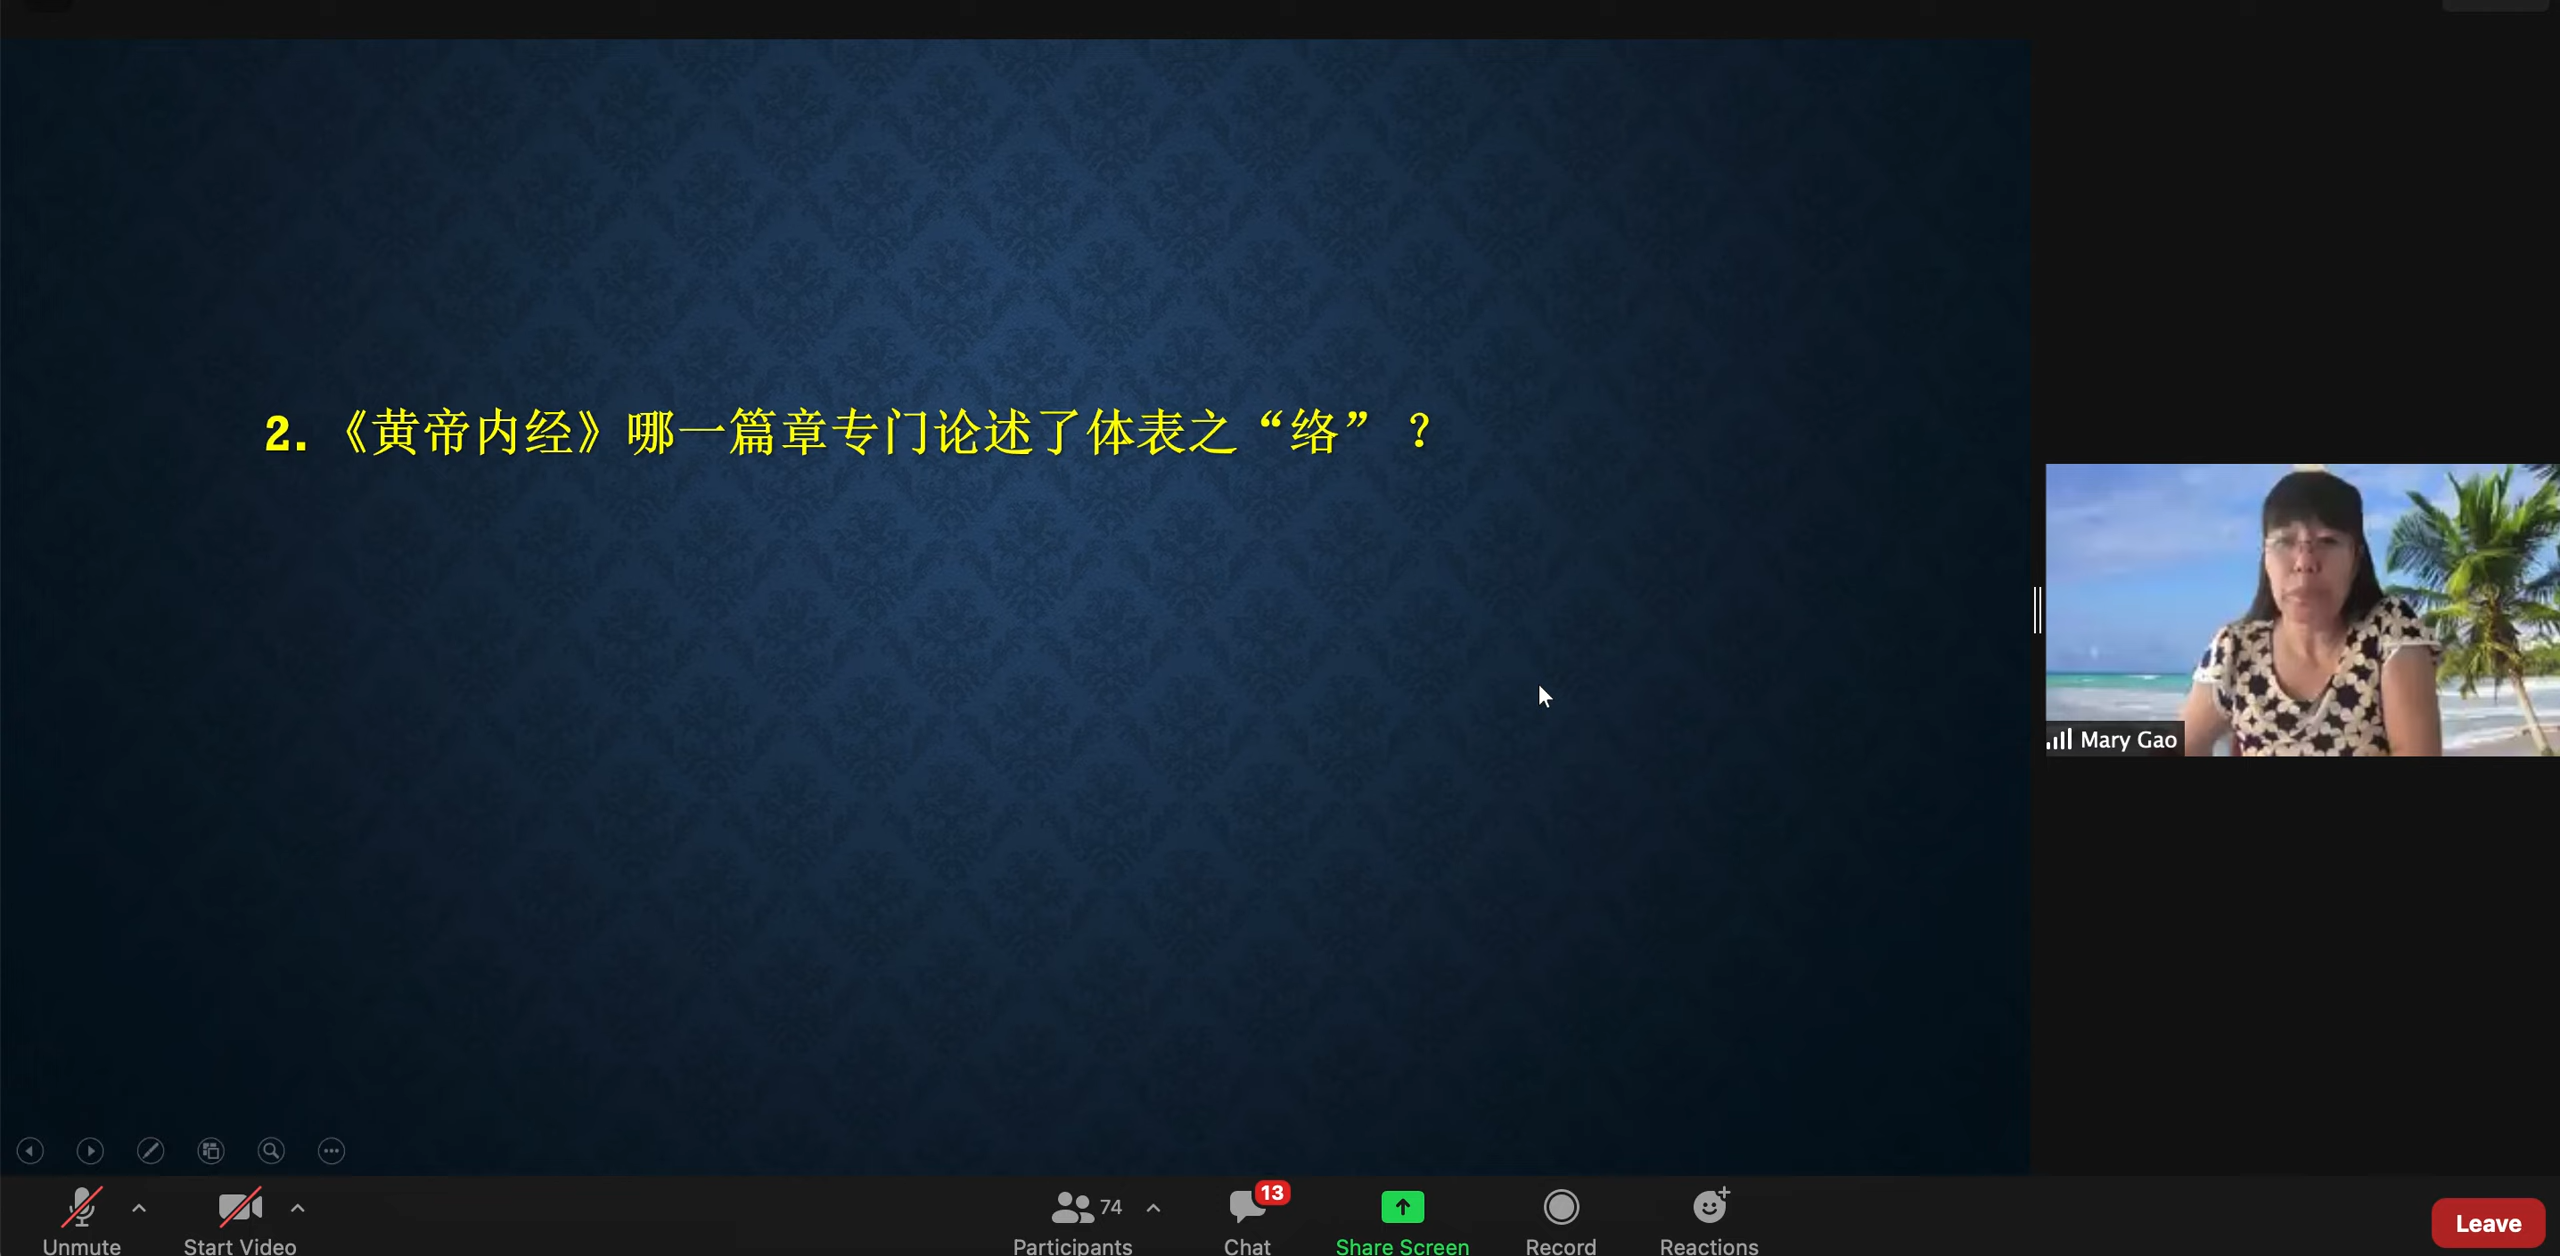 2. 《黄帝内经》哪一篇章专门论述了体表之“络” ？
Mary Gao
74
13
Unmute
Start Video
Participants
Chat
Share Screen
Record
Reactions
Leave